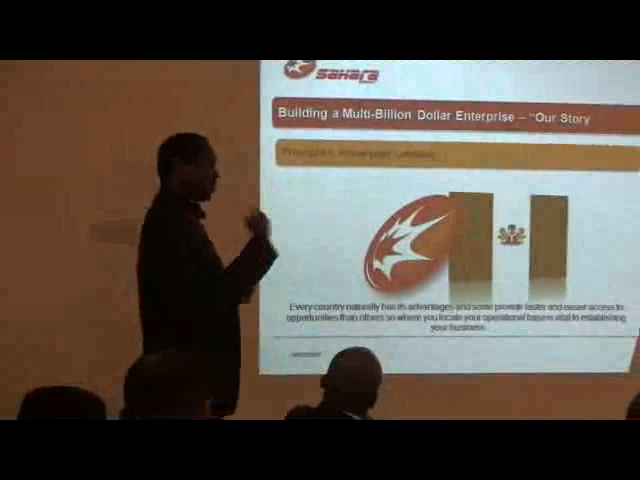 SAHARA
Building a Multi-Billion Dollar Enterprise – "Our Story
Every country naturally has its advantages and some provide faster and easier access to
opportunities than others so where you locate your operational base is vital to establishing
your business.